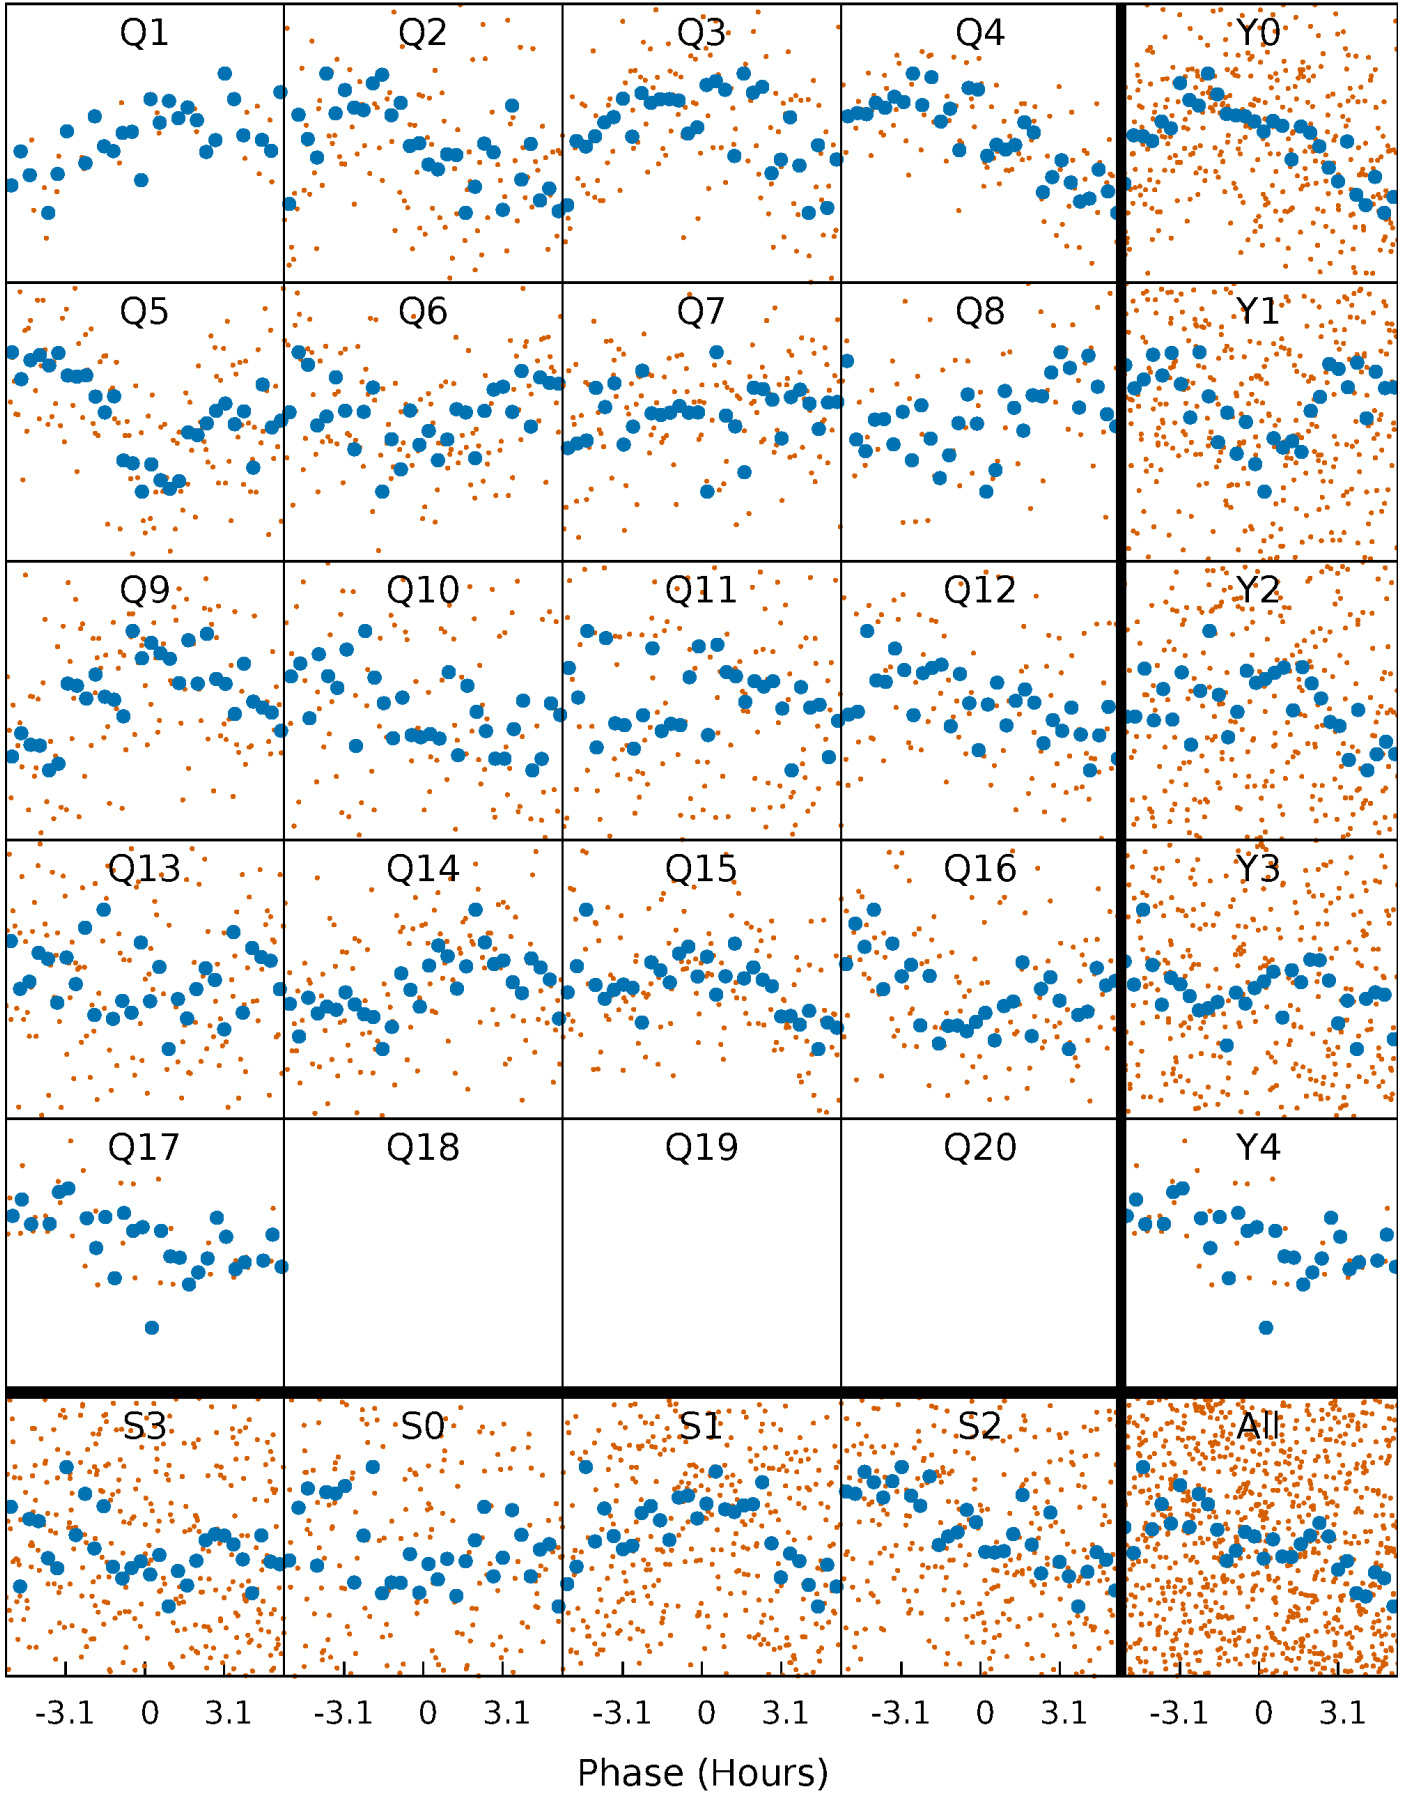 Q1 Q2 Q3 Q4 Y0
Q5 Q6 Q7 Q8 Y1
Q9 Q10 Q11 Q12 Y2
Q13 Q14 Q15 Q16 Y3
Q17 Q18 Q19 Q20 Y4
S3 S0 S1 S2 All
-3.1 0 3.1 -3.1 0 3.1 -3.1 0 3.1 -3.1 0 3.1 -3.1 0 3.1
Phase (Hours)